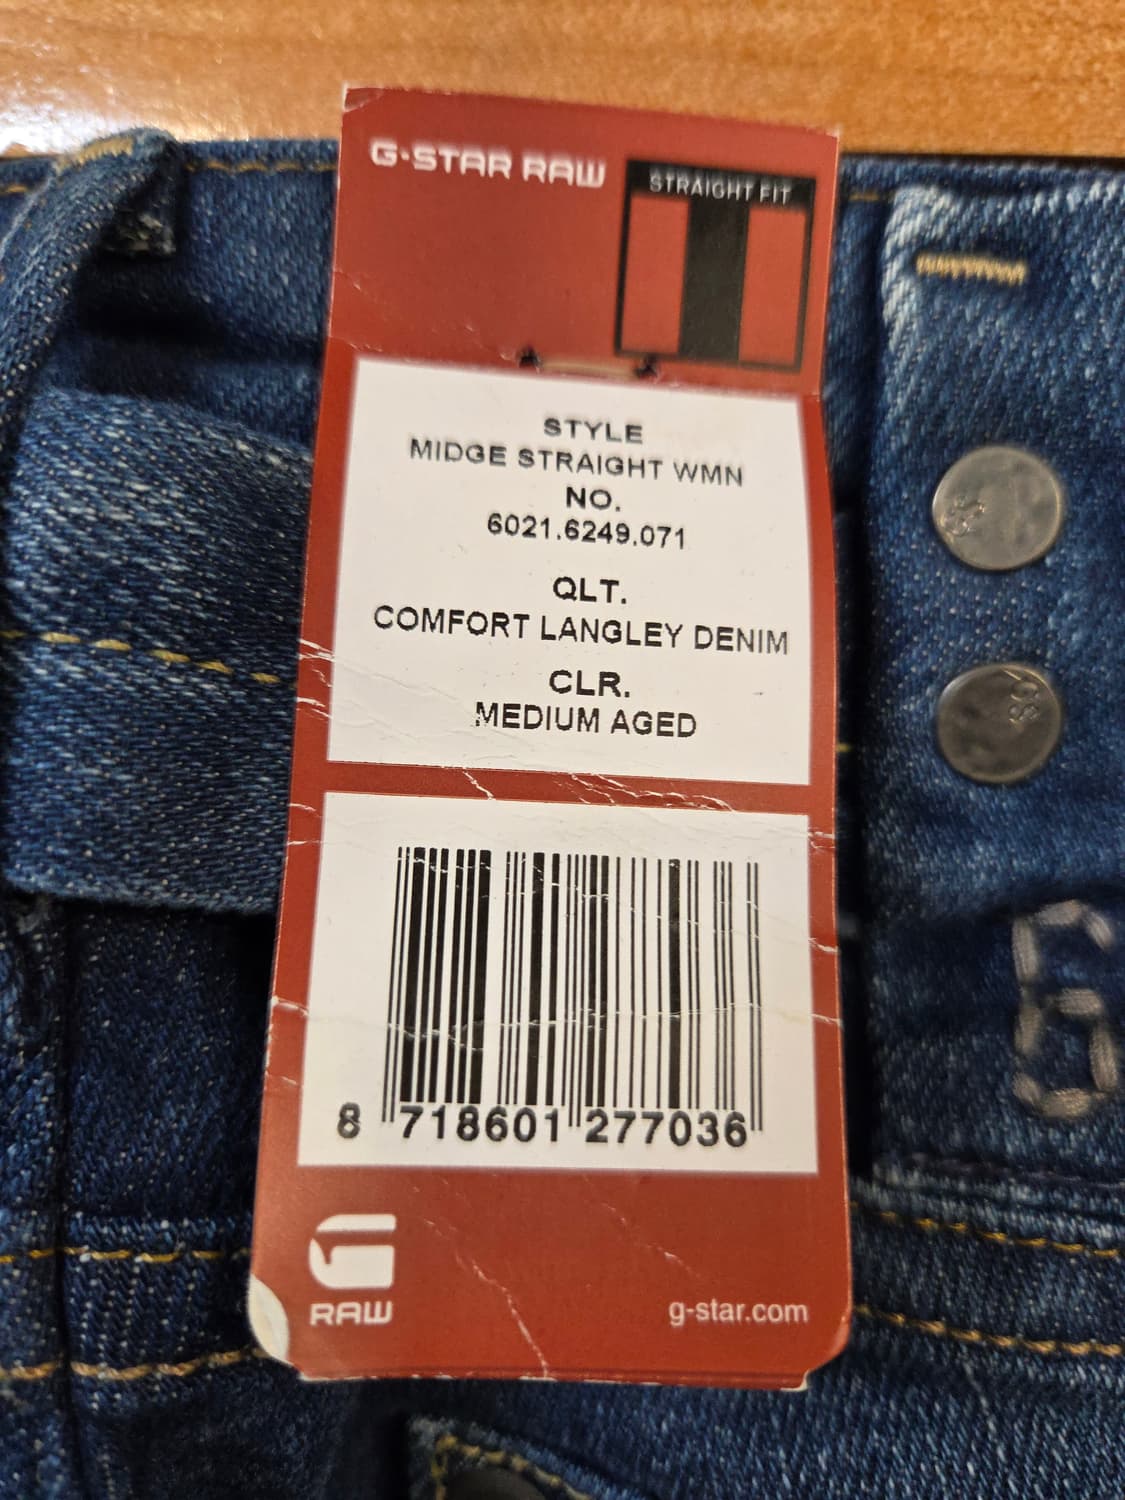 G-STAR RAW
STRAIGHT FIT
STYLE
MIDGE STRAIGHT WMN
NO.
6021.6249.071
QLT.
COMFORT LANGLEY DENIM
CLR.
MEDIUM AGED
8 718601 277036
G
RAW
g-star.com
G